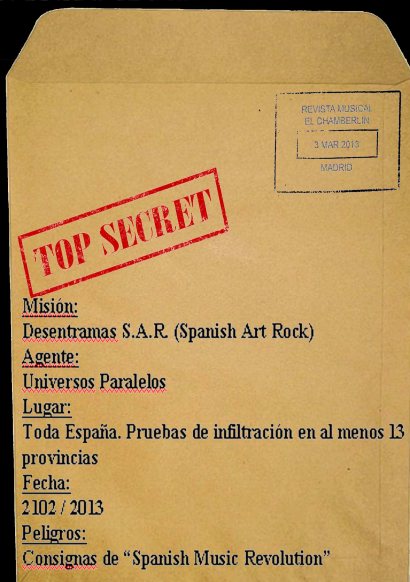 REVISTA MUSICAL
EL CHAMBERLIN
3 MAR 2013
MADRID
TOP SECRET
Misión:
Desentramas S.A.R. (Spanish Art Rock)
Agente:
Universos Paralelos
Lugar:
Toda España. Pruebas de infiltración en al menos 13
provincias
Fecha:
2102 / 2013
Peligros:
Consignas de “Spanish Music Revolution”